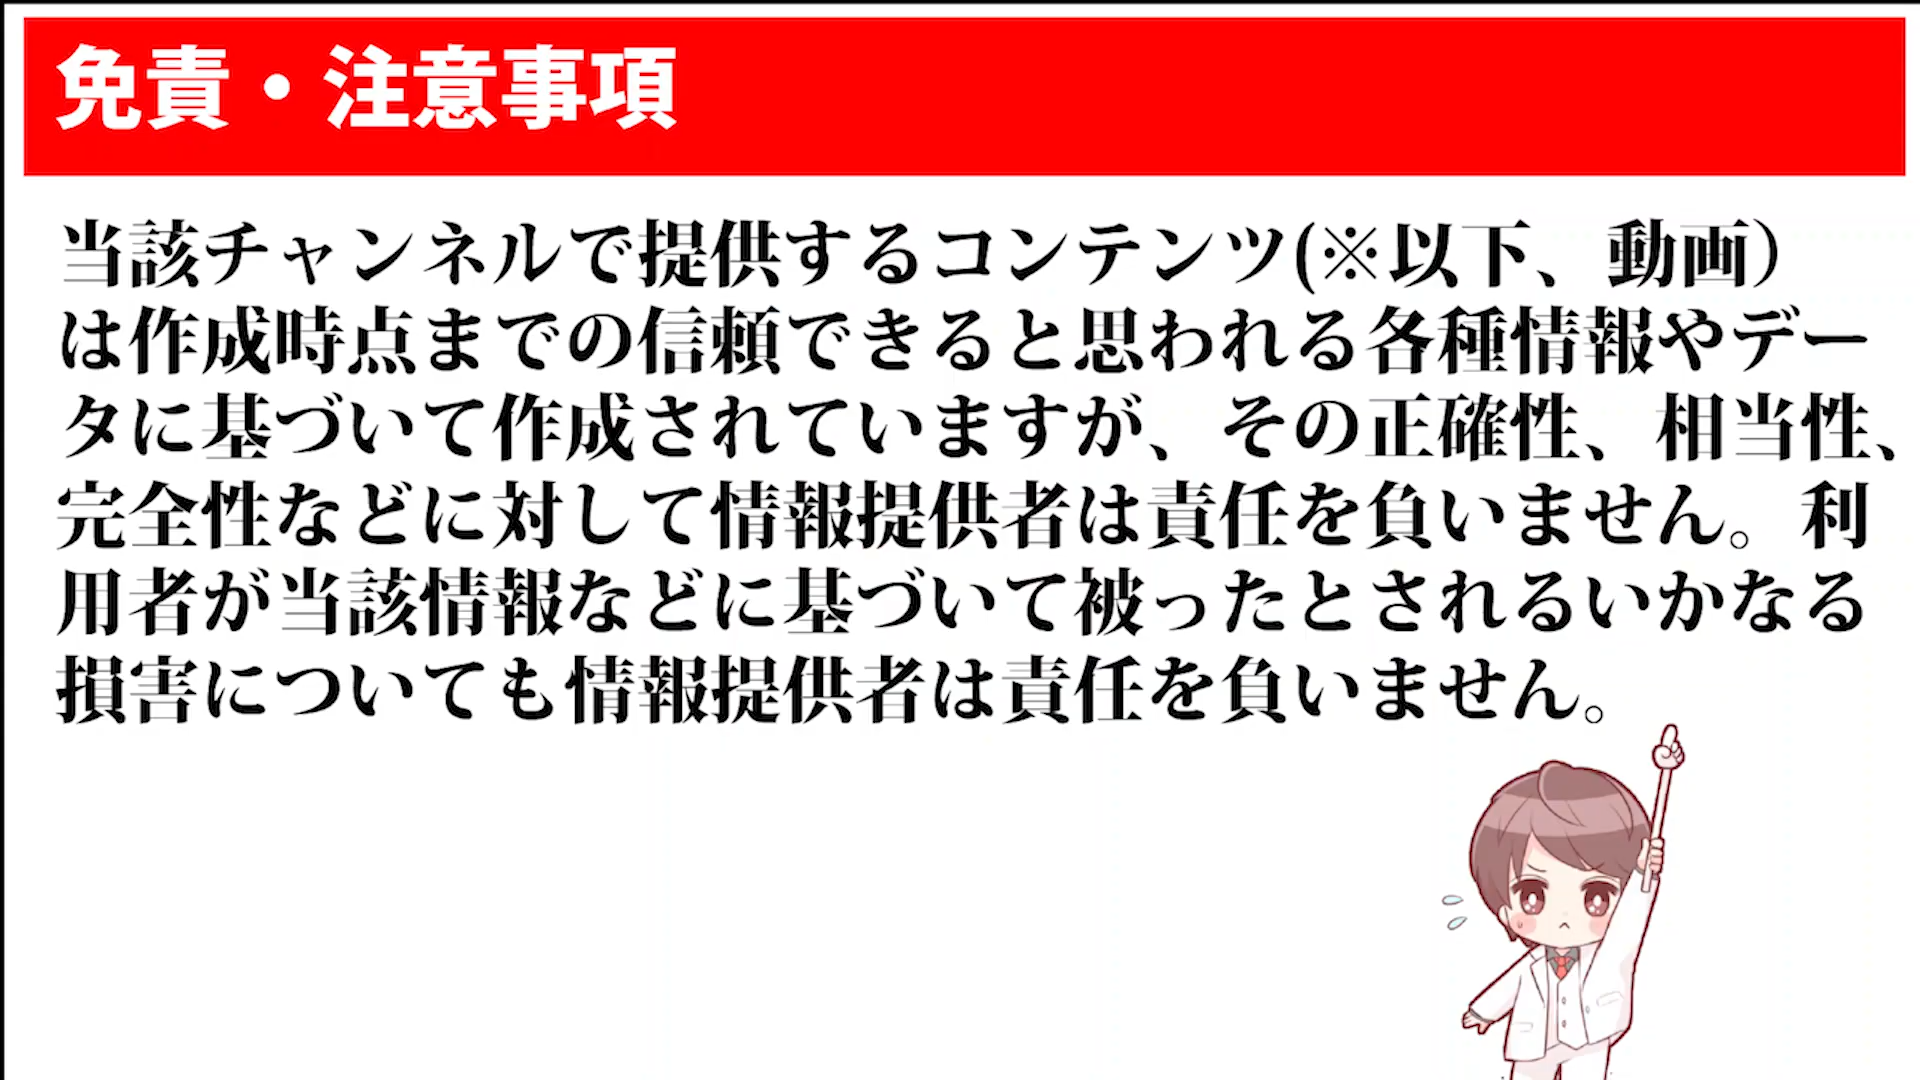 免責・注意事項
当該チャンネルで提供するコンテンツ(※以下、動画）
は作成時点までの信頼できると思われる各種情報やデー
タに基づいて作成されていますが、その正確性、相当性、
完全性などに対して情報提供者は責任を負いません。利
用者が当該情報などに基づいて被ったとされるいかなる
損害についても情報提供者は責任を負いません。